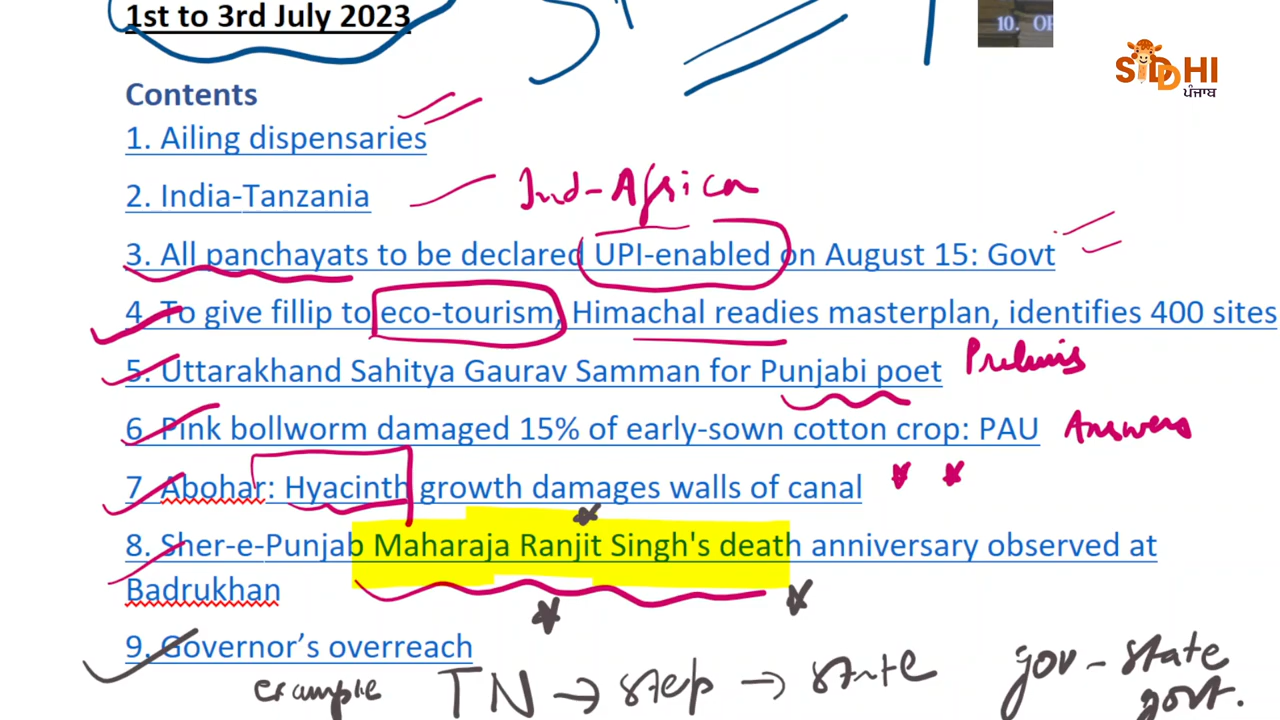 1st to 3rd July 2023
10. OF
SIDDHI
ਪੰਜਾਬ
Contents
1. Ailing dispensaries
2. India-Tanzania
Ind-Africa
3. All panchayats to be declared UPI-enabled on August 15: Govt
4. To give fillip to eco-tourism, Himachal readies masterplan, identifies 400 sites
5. Uttarakhand Sahitya Gaurav Samman for Punjabi poet
Prelims
6. Pink bollworm damaged 15% of early-sown cotton crop: PAU
Answers
7. Abohar: Hyacinth growth damages walls of canal
8. Sher-e-Punjab Maharaja Ranjit Singh's death anniversary observed at
Badrukhan
9. Governor's overreach
example TN → step → state
gov - state
govt.